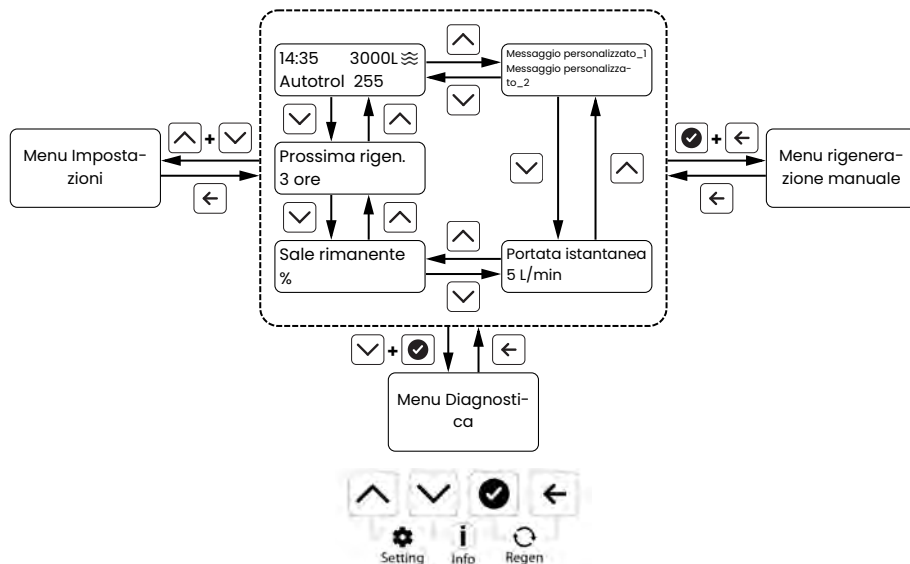 14:35 3000L
Autotrol 255
Messaggio personalizzato_1
Messaggio personalizza-
to_2
Menu Imposta-
zioni
+
Prossima rigen.
3 ore
+
Menu rigenera-
zione manuale
Sale rimanente
%
Portata istantanea
5 L/min
+
Menu Diagnosti-
ca
Setting Info Regen